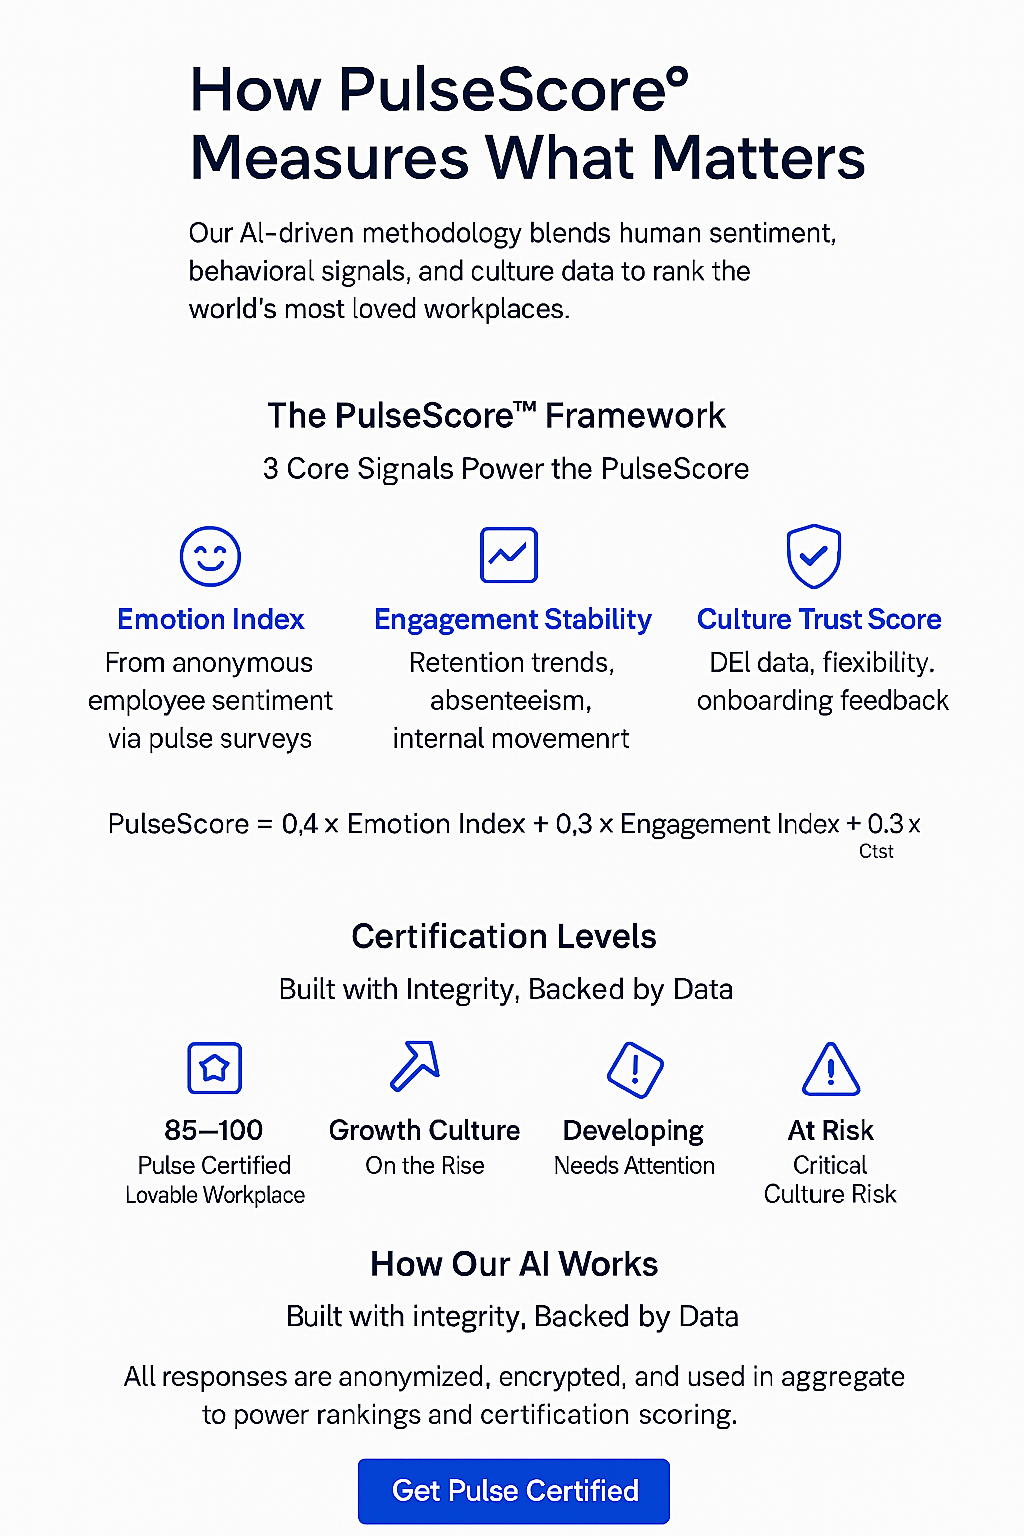 How PulseScore°
Measures What Matters
Our AI-driven methodology blends human sentiment,
behavioral signals, and culture data to rank the
world's most loved workplaces.
The PulseScore™ Framework
3 Core Signals Power the PulseScore
Emotion Index
From anonymous
employee sentiment
via pulse surveys
Engagement Stability
Retention trends,
absenteeism,
internal movemenrt
Culture Trust Score
DEl data, fiexibility.
onboarding feedback
PulseScore = 0,4 x Emotion Index + 0,3 x Engagement Index + 0.3 x
Ctst
Certification Levels
Built with Integrity, Backed by Data
85—100
Pulse Certified
Lovable Workplace
Growth Culture
On the Rise
Developing
Needs Attention
At Risk
Critical
Culture Risk
How Our AI Works
Built with integrity, Backed by Data
All responses are anonymized, encrypted, and used in aggregate
to power rankings and certification scoring.
Get Pulse Certified